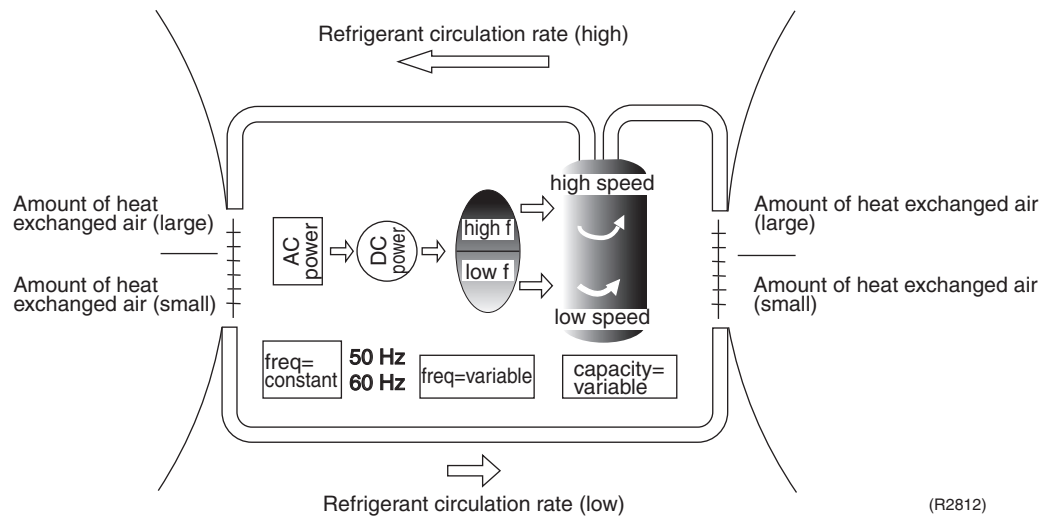 Refrigerant circulation rate (high)
Amount of heat
exchanged air (large)
Amount of heat
exchanged air (small)
AC
power
DC
power
high f
low f
high speed
low speed
Amount of heat exchanged air
(large)
Amount of heat exchanged air
(small)
freq=
constant
50 Hz
60 Hz
freq=variable
capacity=
variable
Refrigerant circulation rate (low)
(R2812)